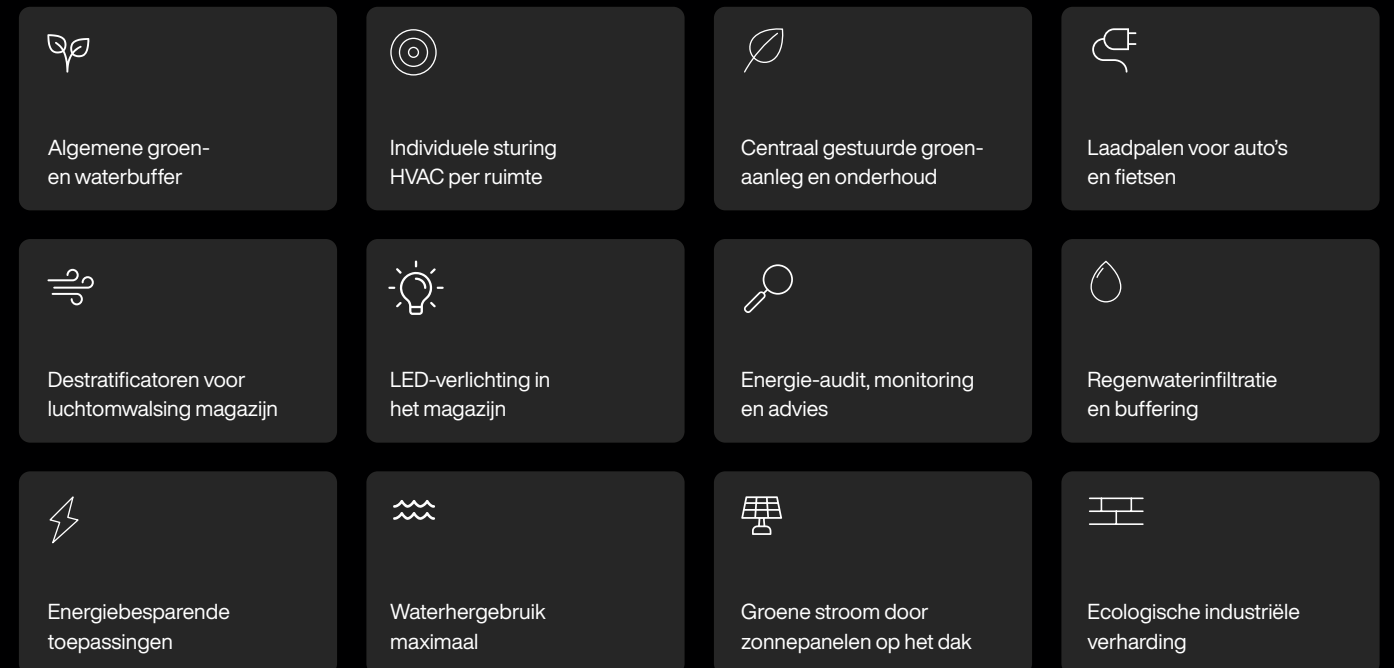 Algemene groen-
en waterbuffer
Individuele sturing
HVAC per ruimte
Centraal gestuurde groen-
aanleg en onderhoud
Laadpalen voor auto’s
en fietsen
Destratificatoren voor
luchtomwalsing magazijn
LED-verlichting in
het magazijn
Energie-audit, monitoring
en advies
Regenwaterinfiltratie
en buffering
Energiebesparende
toepassingen
Waterhergebruik
maximaal
Groene stroom door
zonnepanelen op het dak
Ecologische industriële
verharding